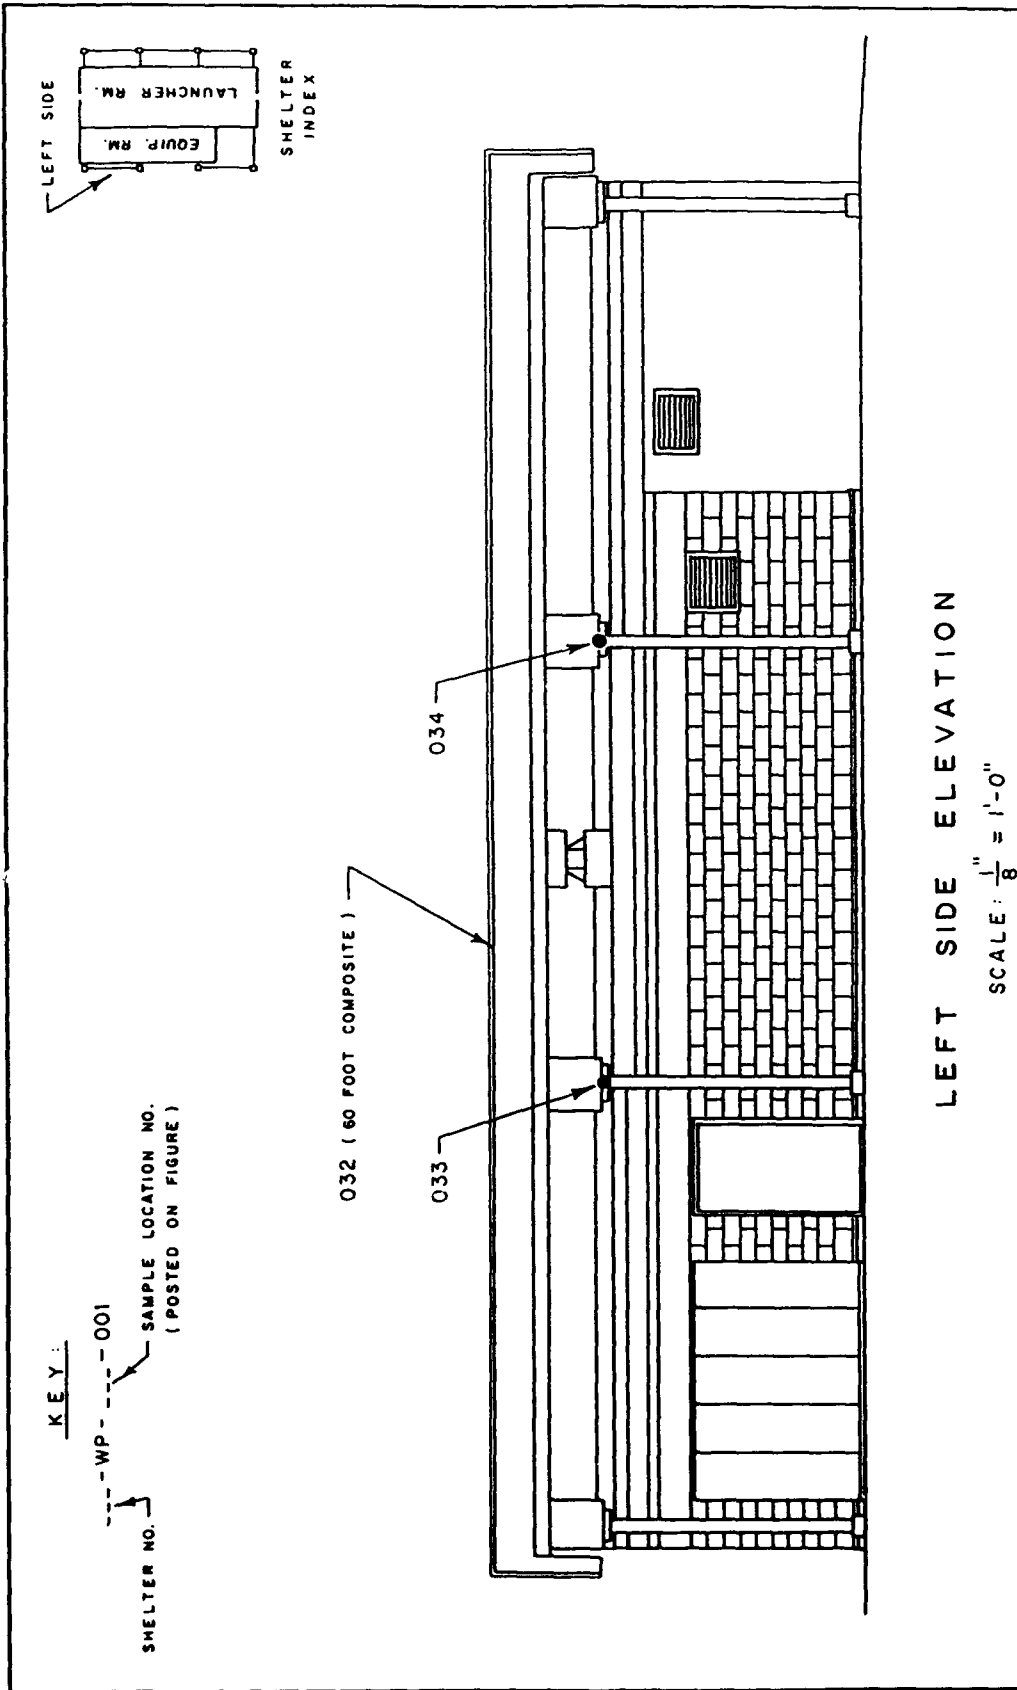 KEY:
---WP----001
SHELTER NO.
SAMPLE LOCATION NO.
(POSTED ON FIGURE)
LEFT SIDE
EQUIP. RM.
LAUNCHER RM.
SHELTER
INDEX
032 (60 FOOT COMPOSITE)
033
034
LEFT SIDE ELEVATION
SCALE: 1/8" = 1'-0"